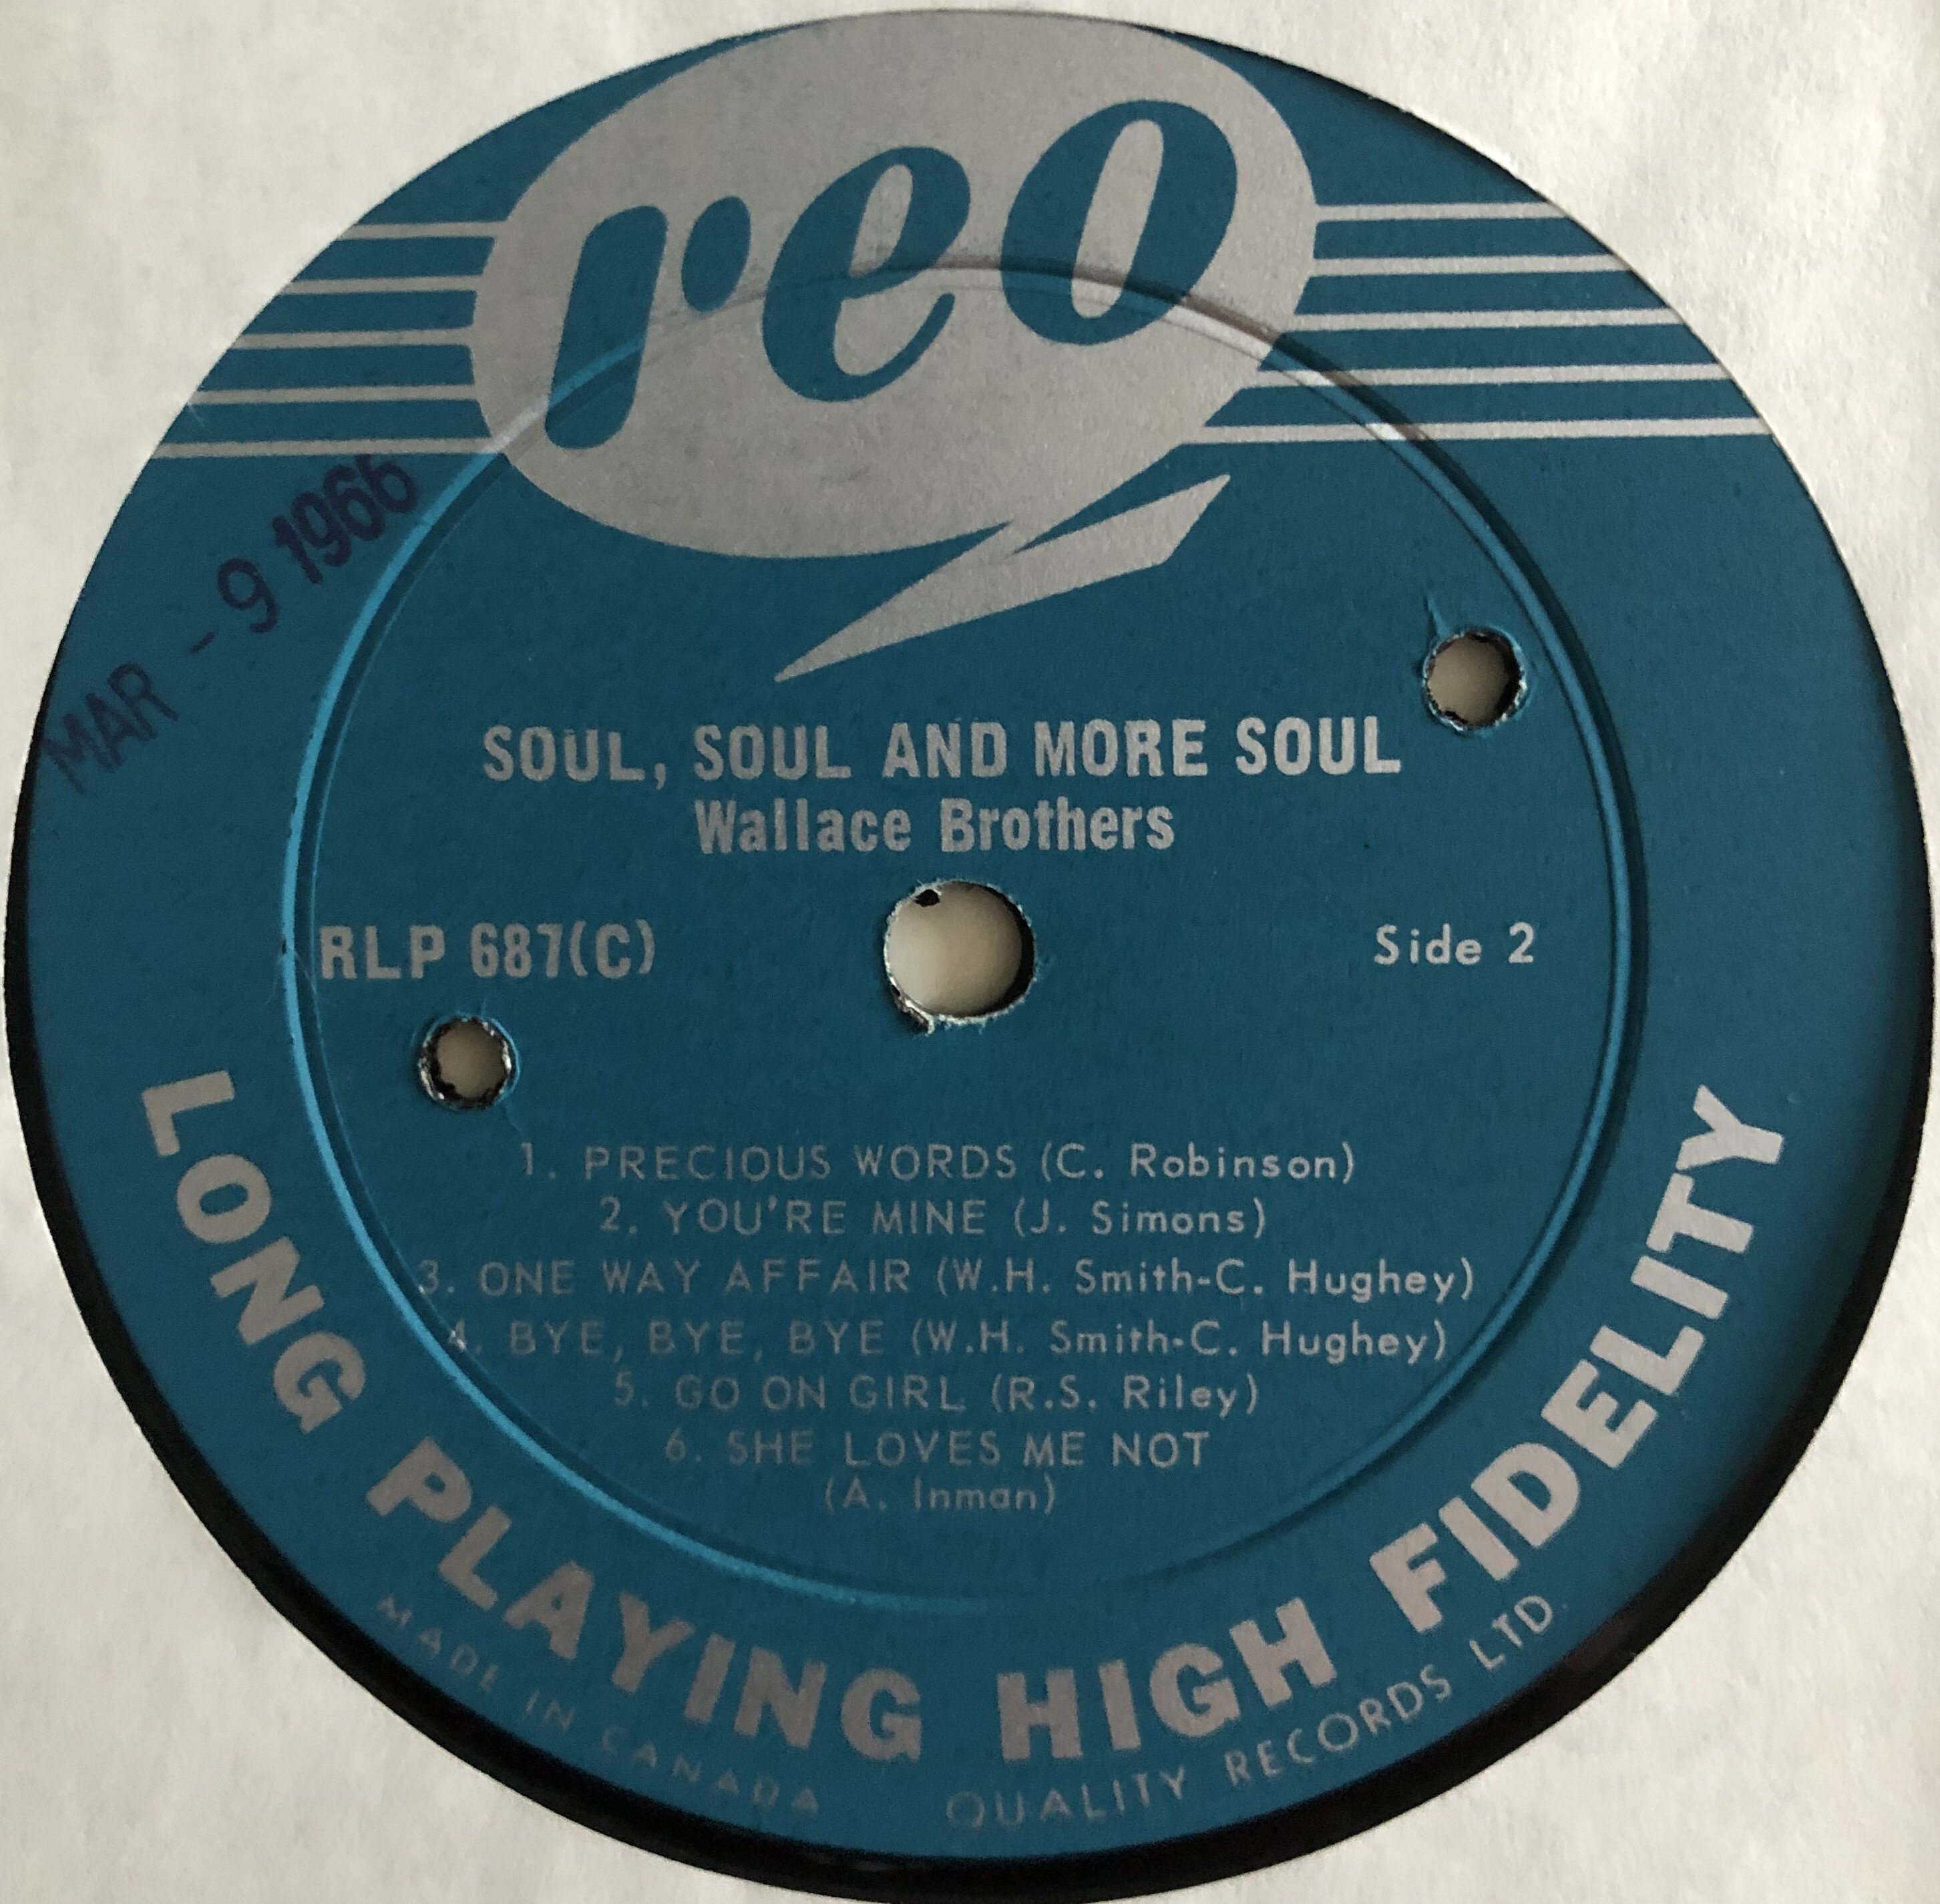 reo
MAR - 9 1966
SOUL, SOUL AND MORE SOUL
Wallace Brothers
RLP 687(C)
Side 2
1. PRECIOUS WORDS (C. Robinson)
2. YOU'RE MINE (J. Simons)
3. ONE WAY AFFAIR (W.H. Smith-C. Hughey)
4. BYE, BYE, BYE (W.H. Smith-C. Hughey)
5. GO ON GIRL (R.S. Riley)
6. SHE LOVES ME NOT
(A. Inman)
LONG PLAYING HIGH FIDELITY
MADE IN CANADA QUALITY RECORDS LTD.